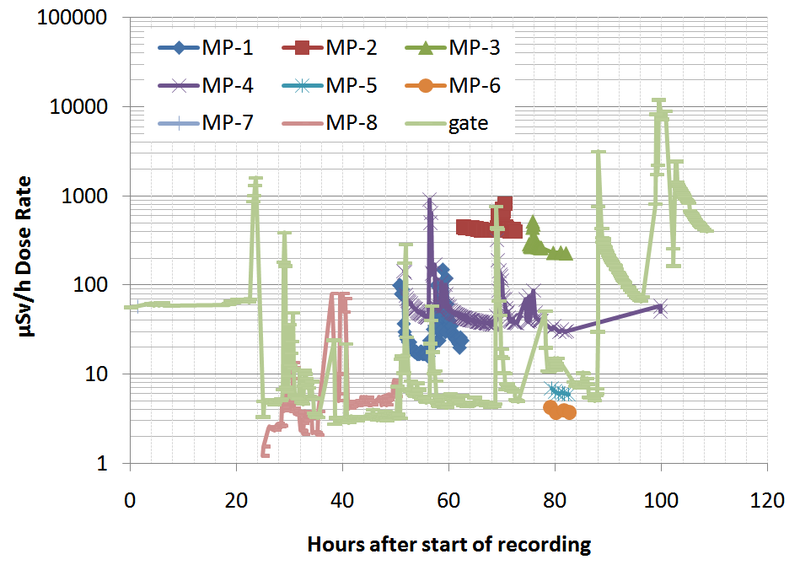 100000
MP-1 MP-2 MP-3
MP-4 MP-5 MP-6
MP-7 MP-8 gate
10000
1000
100
10
1
µSv/h Dose Rate
0 20 40 60 80 100 120
Hours after start of recording